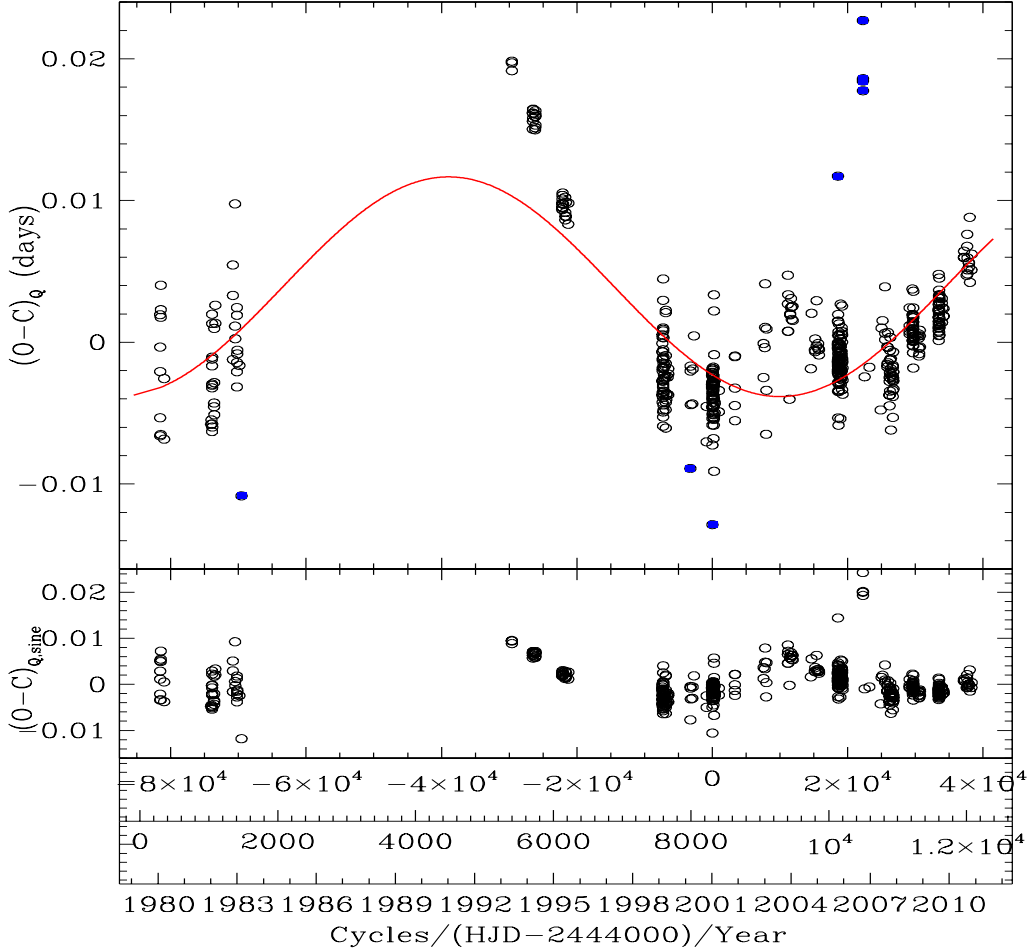 0.02
0.01
0
−0.01
(O−C)Q (days)
0.02
0.01
0
0.01
(O−C)Q,sine
−8×10⁴ −6×10⁴ −4×10⁴ −2×10⁴ 0 2×10⁴ 4×10⁴
0 2000 4000 6000 8000 10⁴ 1.2×10⁴
1980 1983 1986 1989 1992 1995 1998 2001 2004 2007 2010
Cycles/(HJD−2444000)/Year